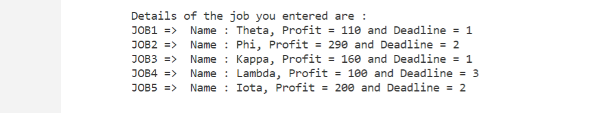 Details of the job you entered are :
JOB1 =>  Name : Theta, Profit = 110 and Deadline = 1
JOB2 =>  Name : Phi, Profit = 290 and Deadline = 2
JOB3 =>  Name : Kappa, Profit = 160 and Deadline = 1
JOB4 =>  Name : Lambda, Profit = 100 and Deadline = 3
JOB5 =>  Name : Iota, Profit = 200 and Deadline = 2